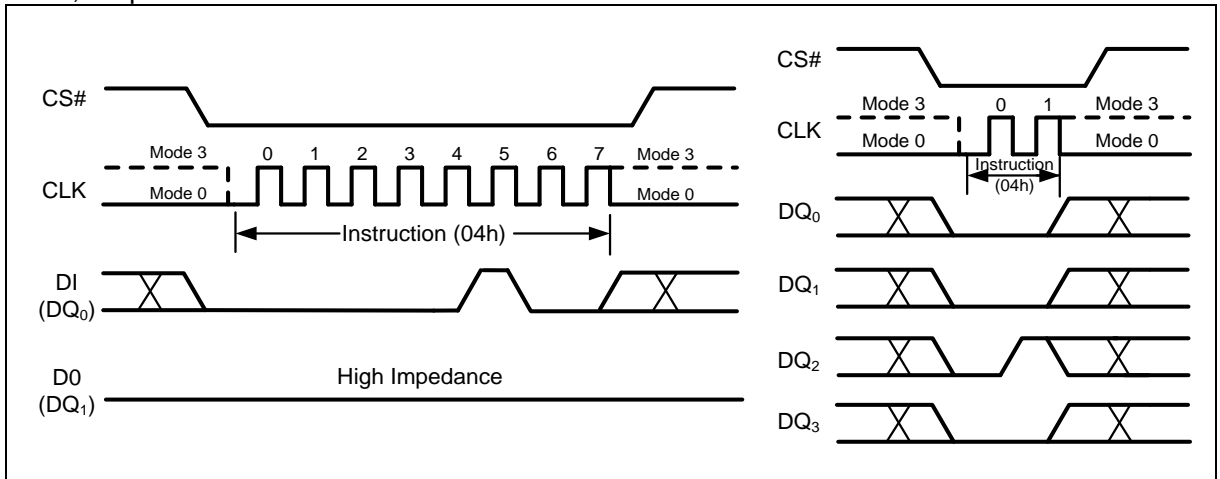 CS#
Mode 3
0 1 2 3 4 5 6 7
Mode 3
CLK
Mode 0
Mode 0
Instruction (04h)
DI
(DQ0)
D0
(DQ1)
High Impedance
CS#
Mode 3
0 1
Mode 3
CLK
Mode 0
Mode 0
Instruction
(04h)
DQ0
DQ1
DQ2
DQ3